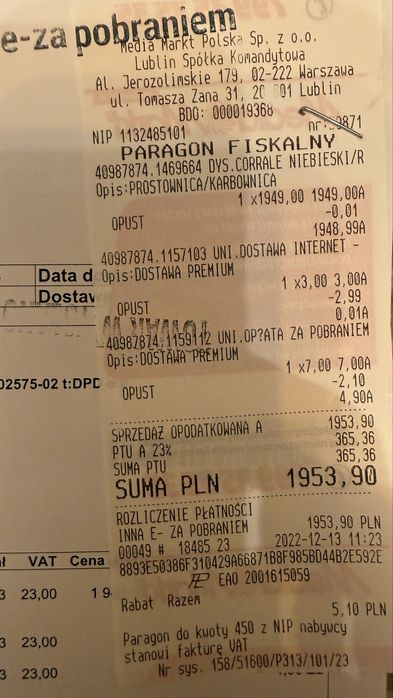 e-za pobraniem
Media Markt Polska Sp. z o.o.
Lublin Spółka Komandytowa
Al. Jerozolimskie 179, 02-222 Warszawa
ul. Tomasza Zana 31, 20 601 Lublin
BDO: 000019368
NIP 1132485101
PARAGON FISKALNY
40987874.1469664 DYS.CORRALE NIEBIESKI/R
Opis:PROSTOWNICA/KARBOWNICA
1 x1949,00 1949,00A
OPUST -0,01
1948,99A
40987874.1157103 UNI.DOSTAWA INTERNET -
Opis:DOSTAWA PREMIUM
1 x3,00 3,00A
OPUST -2,99
0,01A
40987874.1159112 UNI.OP?ATA ZA POBRANIEM
Opis:DOSTAWA PREMIUM
1 x7,00 7,00A
OPUST -2,10
4,90A
SPRZEDAŻ OPODATKOWANA A 1953,90
PTU A 23% 365,36
SUMA PTU 365,36
SUMA PLN 1953,90
ROZLICZENIE PŁATNOŚCI
INNA E- ZA POBRANIEM 1953,90 PLN
00049 # 18485 23 2022-12-13 11:23
8893E50386F310429A66871B8F985BD44B2E592E
EAO 2001615059
Rabat Razem 5,10 PLN
Paragon do kwoty 450 z NIP nabywcy
stanowi fakturę VAT
Nr sys. 158/51600/P313/101/23
Data d
Dostaw
02575-02 t:DPD
VAT Cena
3 23,00 1 9
3 23,00
3 23,00